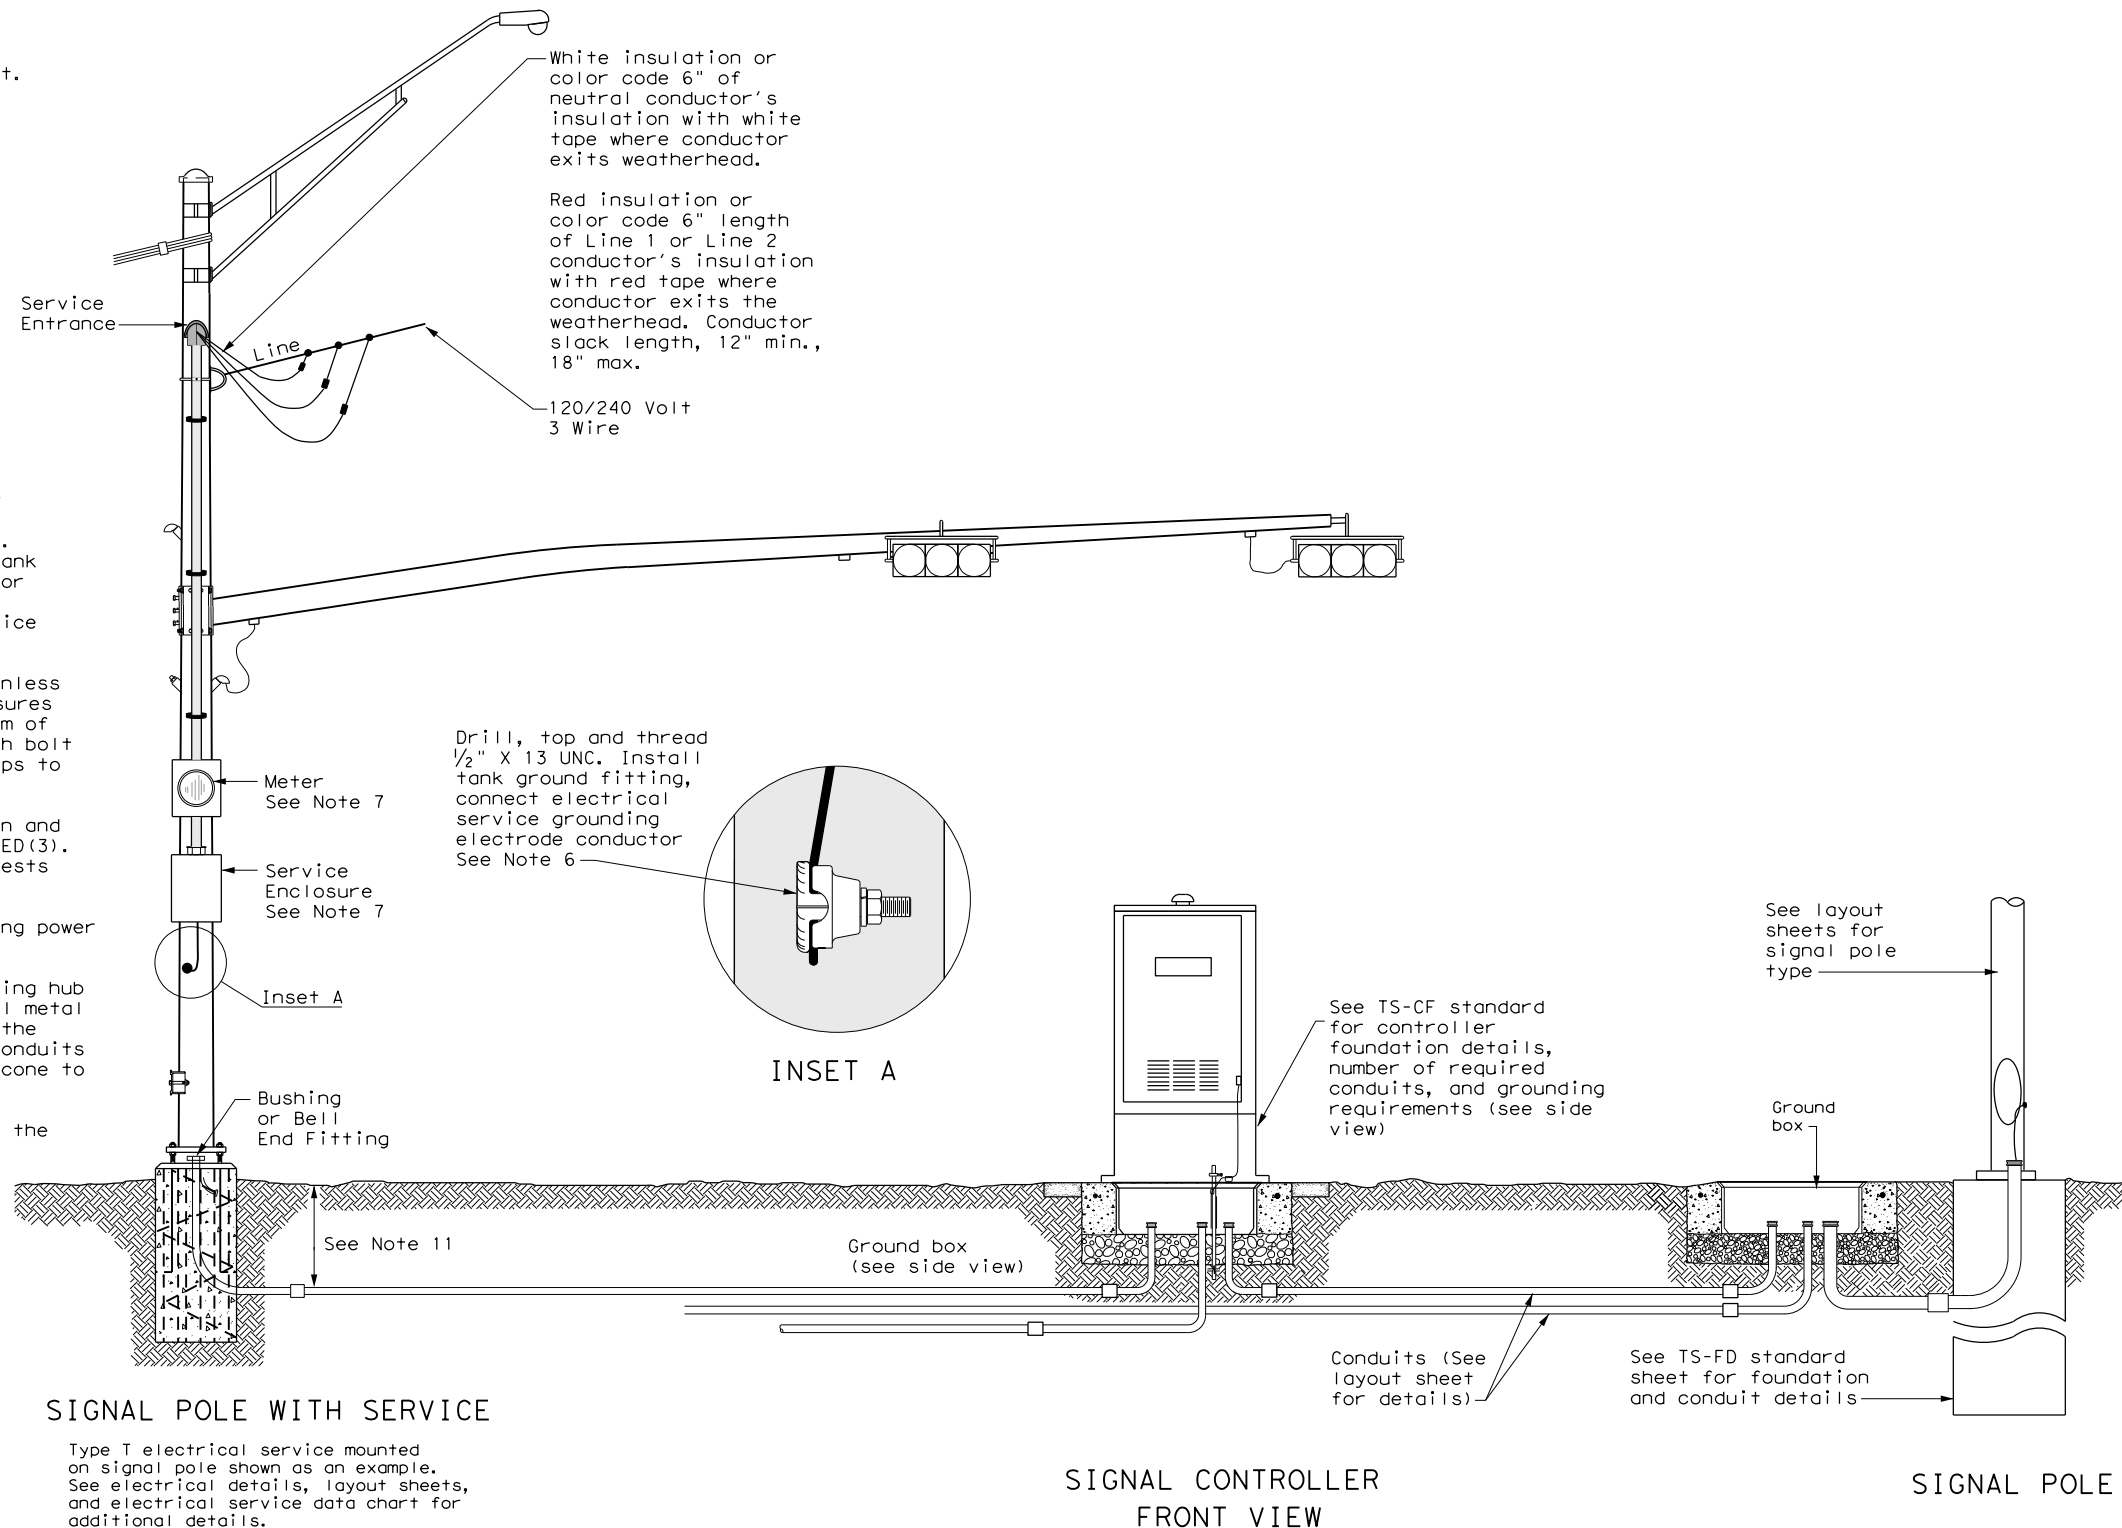 t.
.
ank
or
ice
nless
sures
m of
h bolt
ps to
n and
ED(3).
ests
ng power
ing hub
l metal
the
onduits
cone to
the
White insulation or
color code 6" of
neutral conductor's
insulation with white
tape where conductor
exits weatherhead.
Red insulation or
color code 6" length
of Line 1 or Line 2
conductor's insulation
with red tape where
conductor exits the
weatherhead. Conductor
slack length, 12" min.,
18" max.
Service
Entrance
Line
120/240 Volt
3 Wire
Drill, top and thread
½" X 13 UNC. Install
tank ground fitting,
connect electrical
service grounding
electrode conductor
See Note 6
Meter
See Note 7
Service
Enclosure
See Note 7
Inset A
INSET A
Bushing
or Bell
End Fitting
See Note 11
Ground box
(see side view)
See TS-CF standard
for controller
foundation details,
number of required
conduits, and grounding
requirements (see side
view)
See layout
sheets for
signal pole
type
Ground
box
Conduits (See
layout sheet
for details)
See TS-FD standard
sheet for foundation
and conduit details
SIGNAL POLE WITH SERVICE
Type T electrical service mounted
on signal pole shown as an example.
See electrical details, layout sheets,
and electrical service data chart for
additional details.
SIGNAL CONTROLLER
FRONT VIEW
SIGNAL POLE